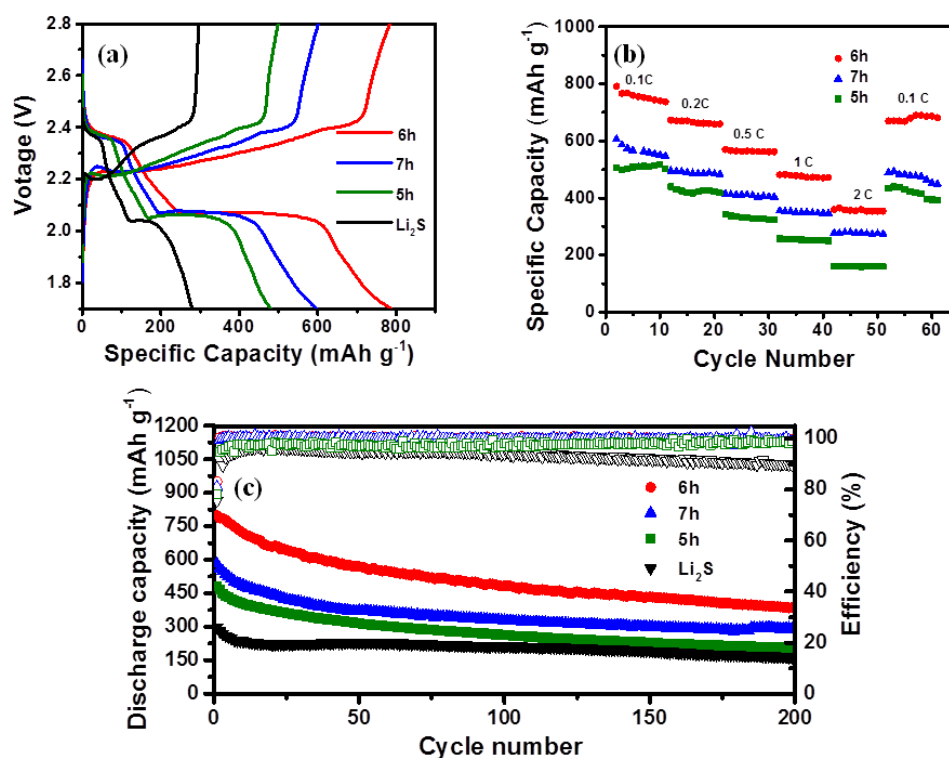 (a)
2.8
2.6
2.4
2.2
2.0
1.8
Votage (V)
6h
7h
5h
Li₂S
0 200 400 600 800
Specific Capacity (mAh g⁻¹)
(b)
1000
800
600
400
200
0
Specific Capacity (mAh g⁻¹)
6h
7h
5h
0.1C
0.2C
0.5 C
1 C
2 C
0.1 C
0 10 20 30 40 50 60
Cycle Number
(c)
1200
1050
900
750
600
450
300
150
0
Discharge capacity (mAh g⁻¹)
6h
7h
5h
Li₂S
100
80
60
40
20
0
Efficiency (%)
0 50 100 150 200
Cycle number